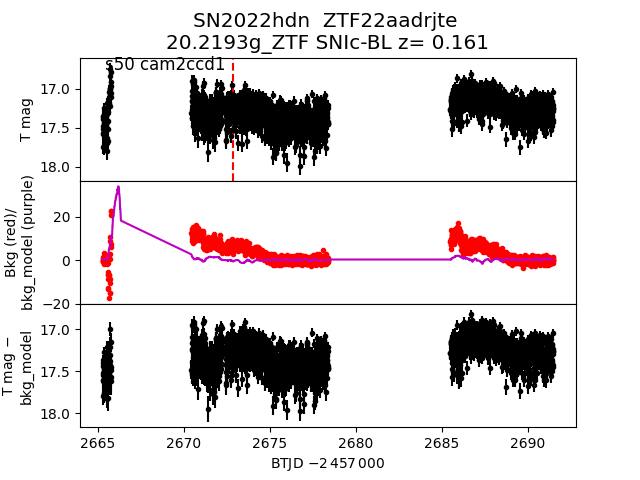 SN2022hdn  ZTF22aadrjte
20.2193g_ZTF SNIc-BL z= 0.161
s50 cam2ccd1
T mag
17.0
17.5
18.0
Bkg (red)/
bkg_model (purple)
20
0
−20
T mag −
bkg_model
17.0
17.5
18.0
2665
2670
2675
2680
2685
2690
BTJD −2 457 000